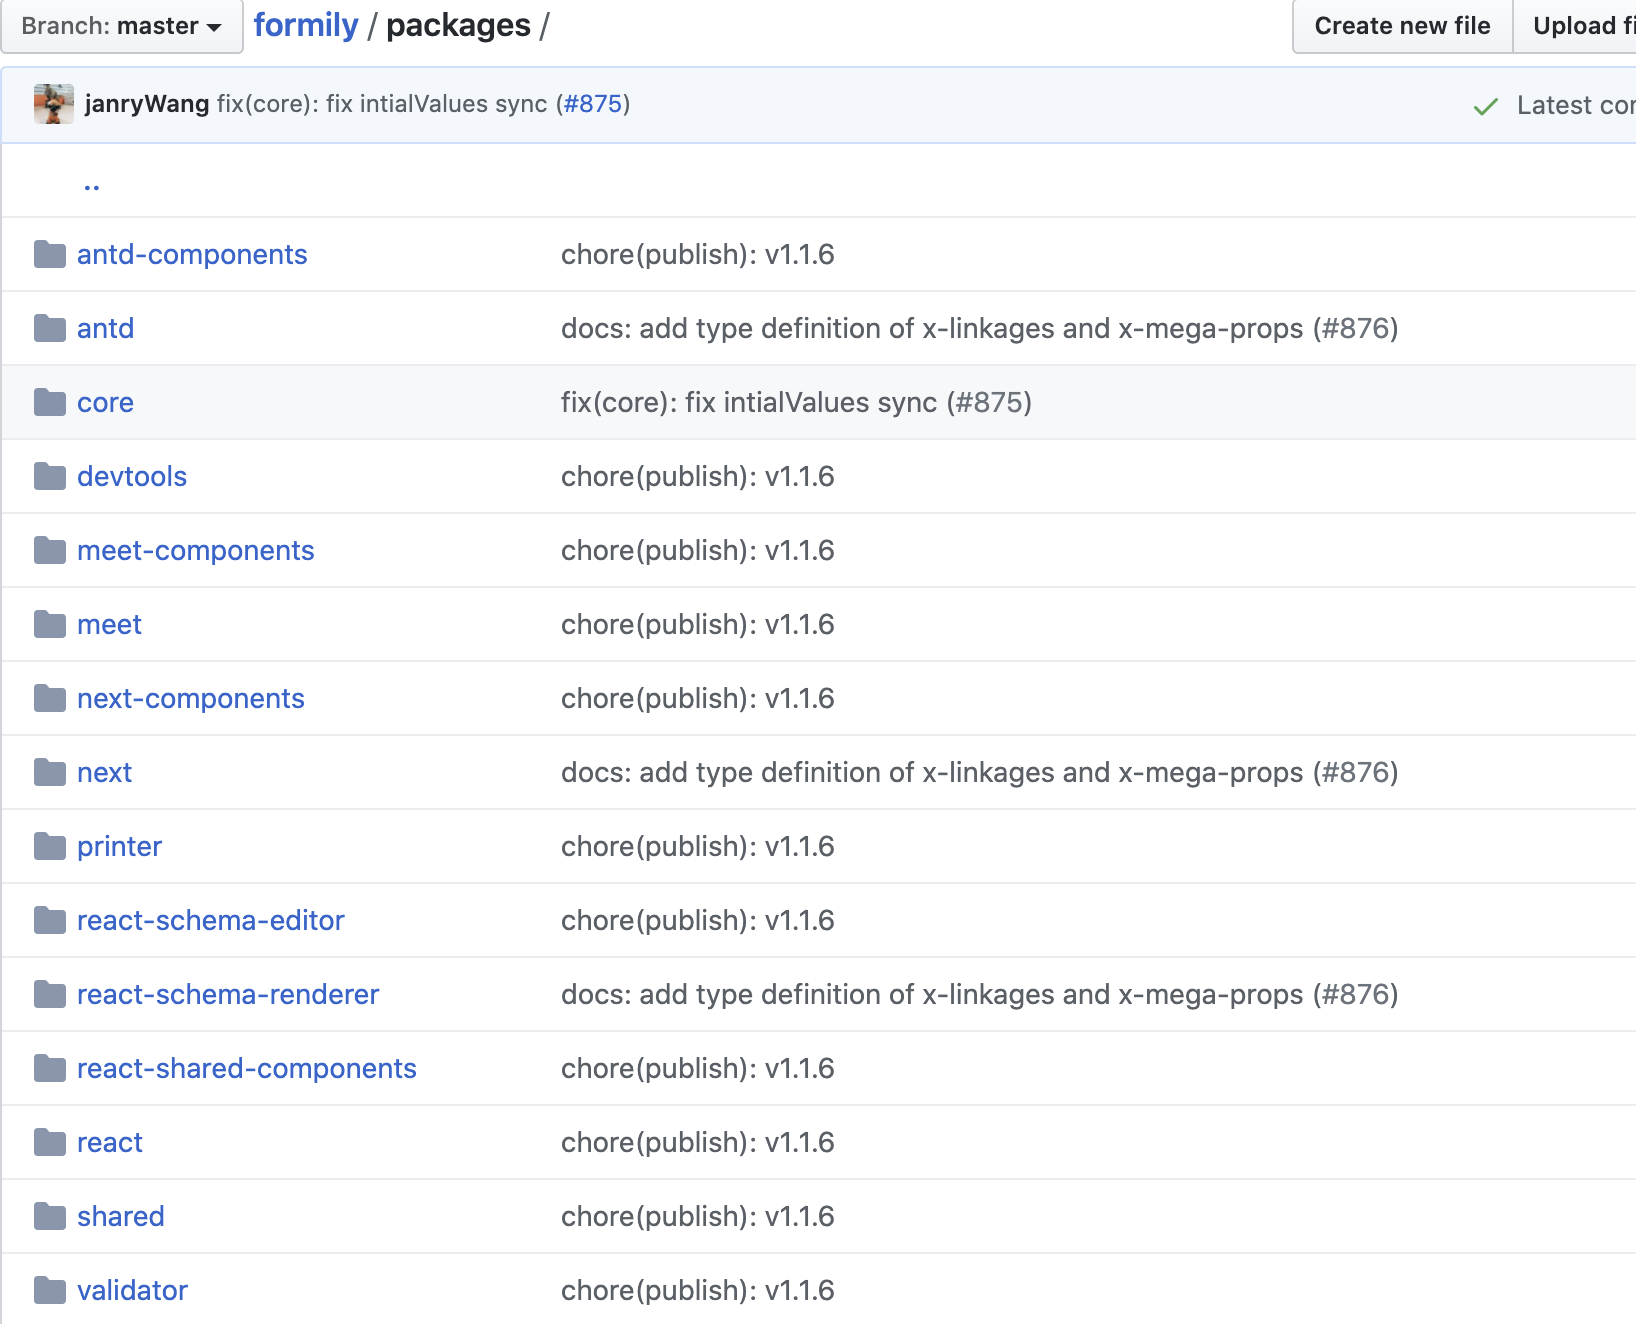 Branch: master formily / packages / Create new file Upload fi
janryWang fix(core): fix intialValues sync (#875) Latest cor
..
antd-components chore(publish): v1.1.6
antd docs: add type definition of x-linkages and x-mega-props (#876)
core fix(core): fix intialValues sync (#875)
devtools chore(publish): v1.1.6
meet-components chore(publish): v1.1.6
meet chore(publish): v1.1.6
next-components chore(publish): v1.1.6
next docs: add type definition of x-linkages and x-mega-props (#876)
printer chore(publish): v1.1.6
react-schema-editor chore(publish): v1.1.6
react-schema-renderer docs: add type definition of x-linkages and x-mega-props (#876)
react-shared-components chore(publish): v1.1.6
react chore(publish): v1.1.6
shared chore(publish): v1.1.6
validator chore(publish): v1.1.6